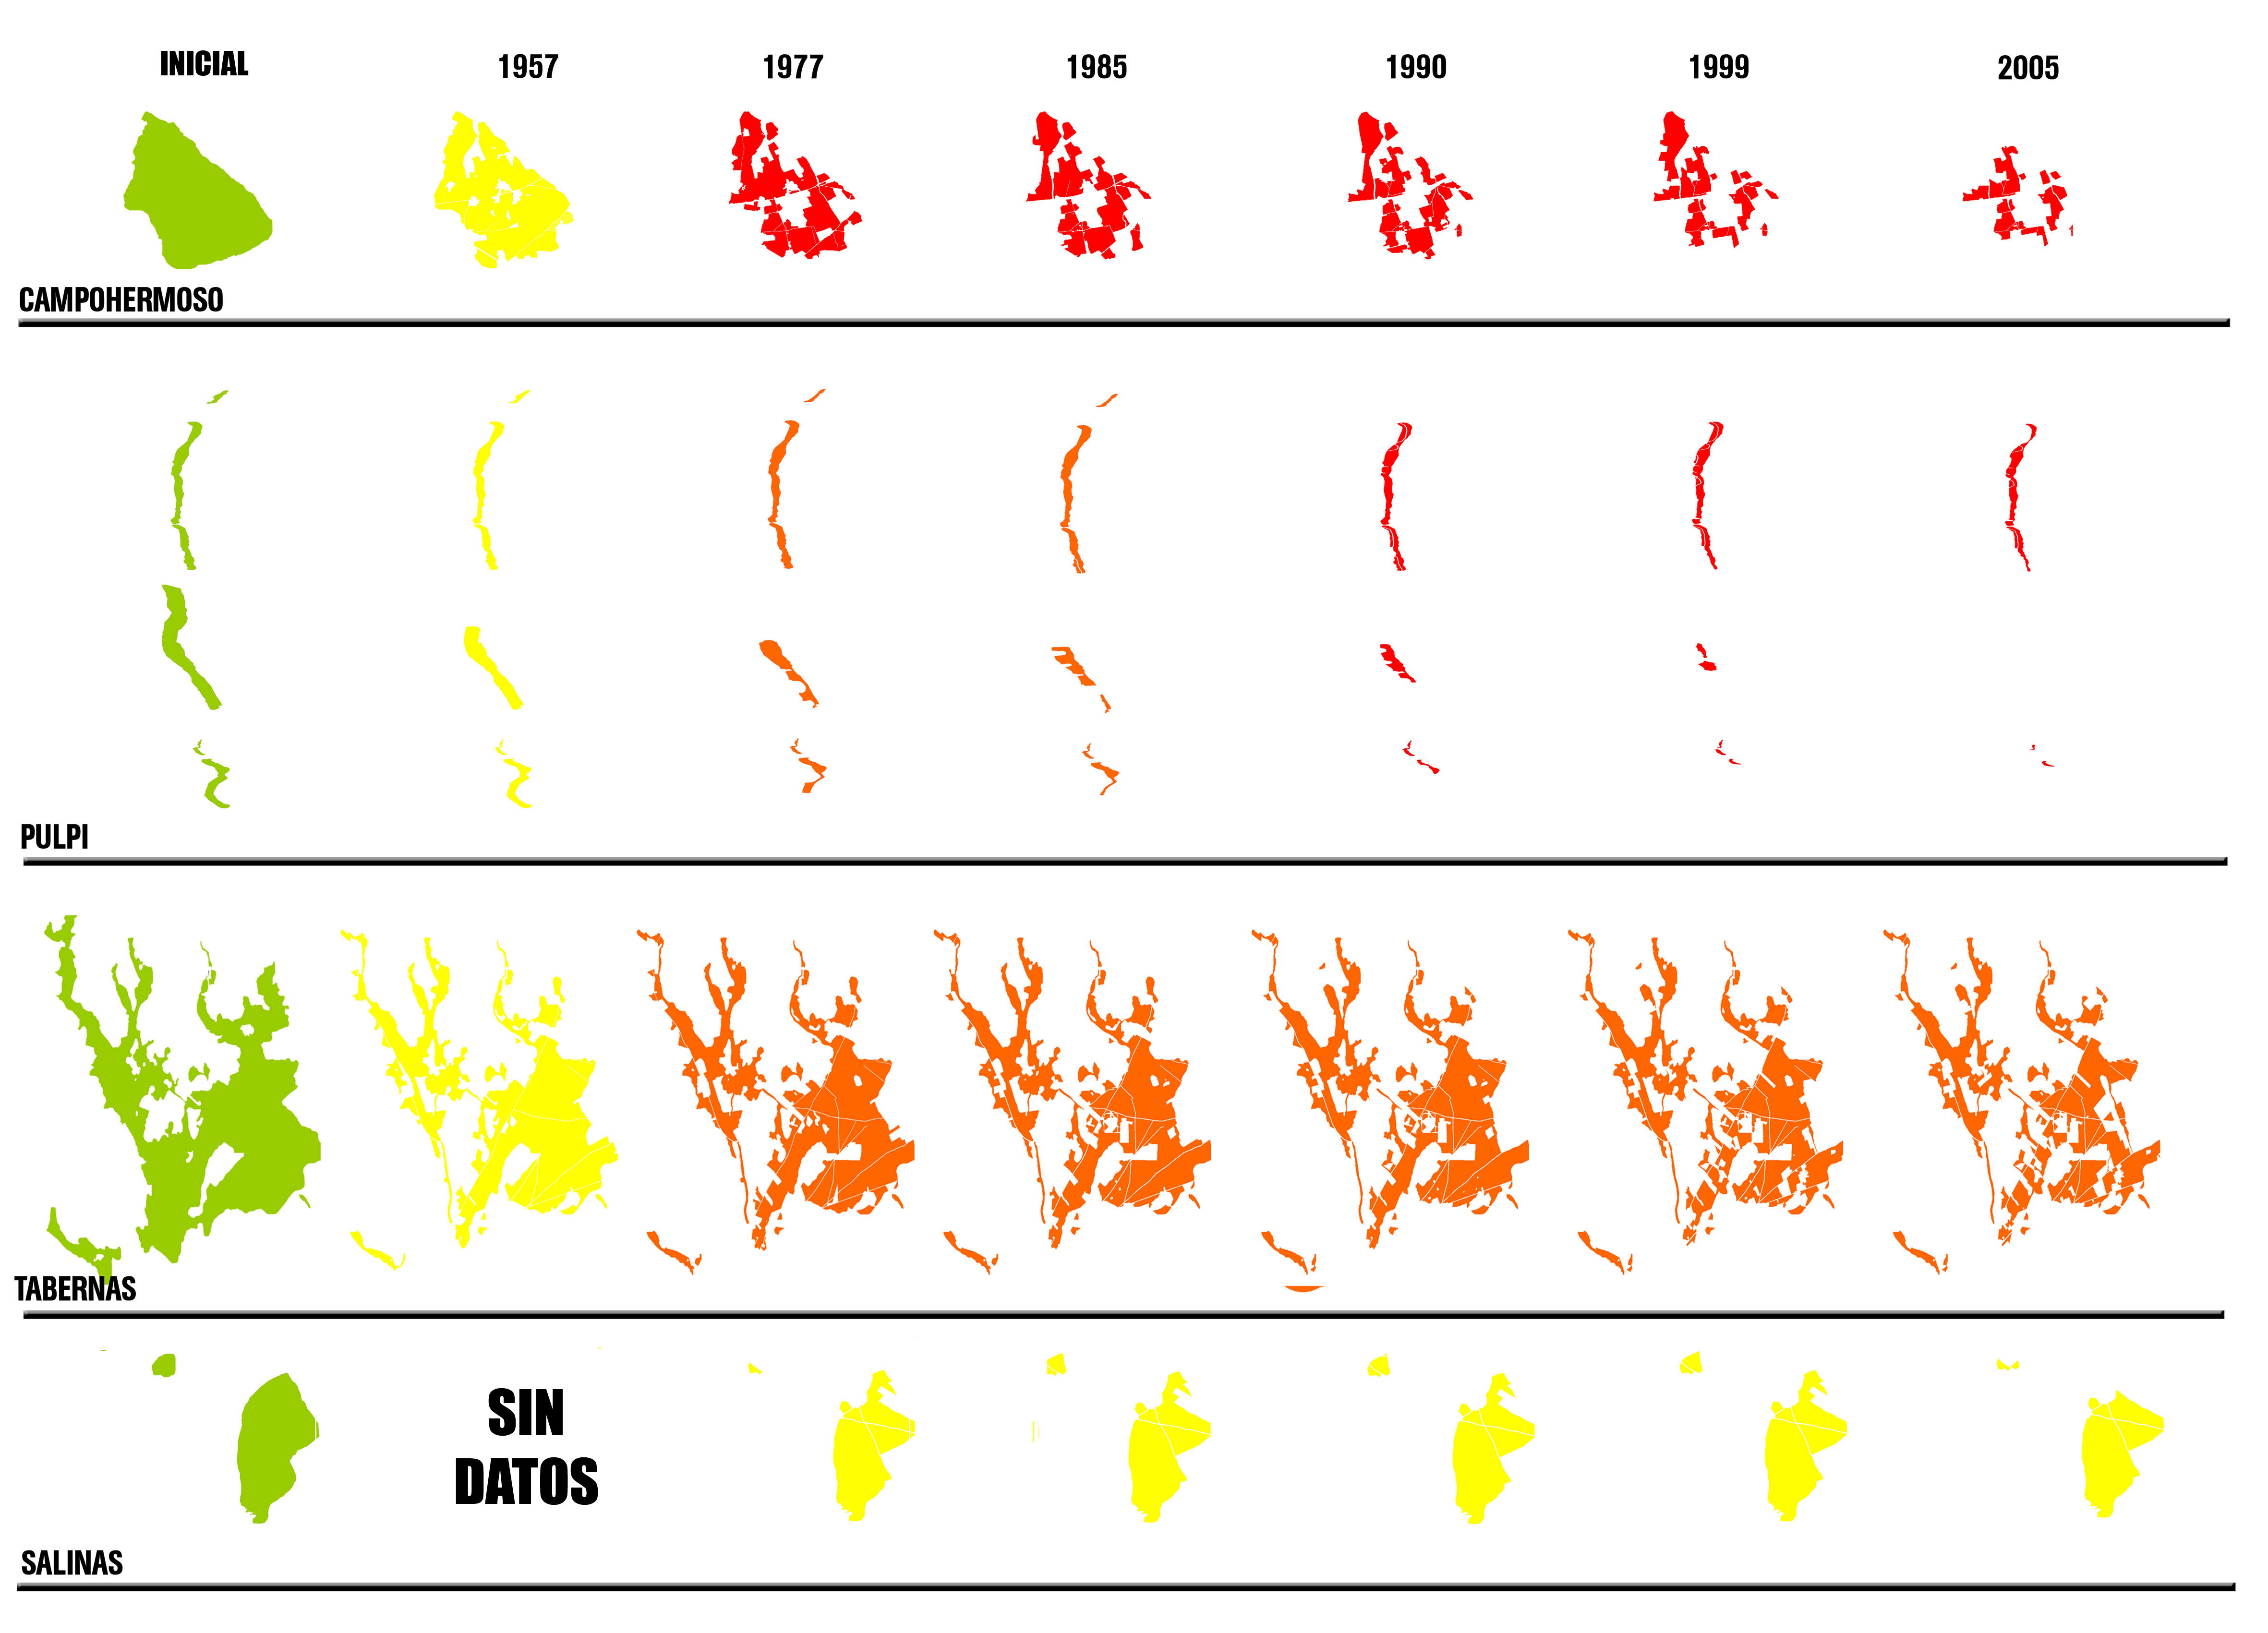 INICIAL 1957 1977 1985 1990 1999 2005
CAMPOHERMOSO
PULPI
TABERNAS
SIN
DATOS
SALINAS